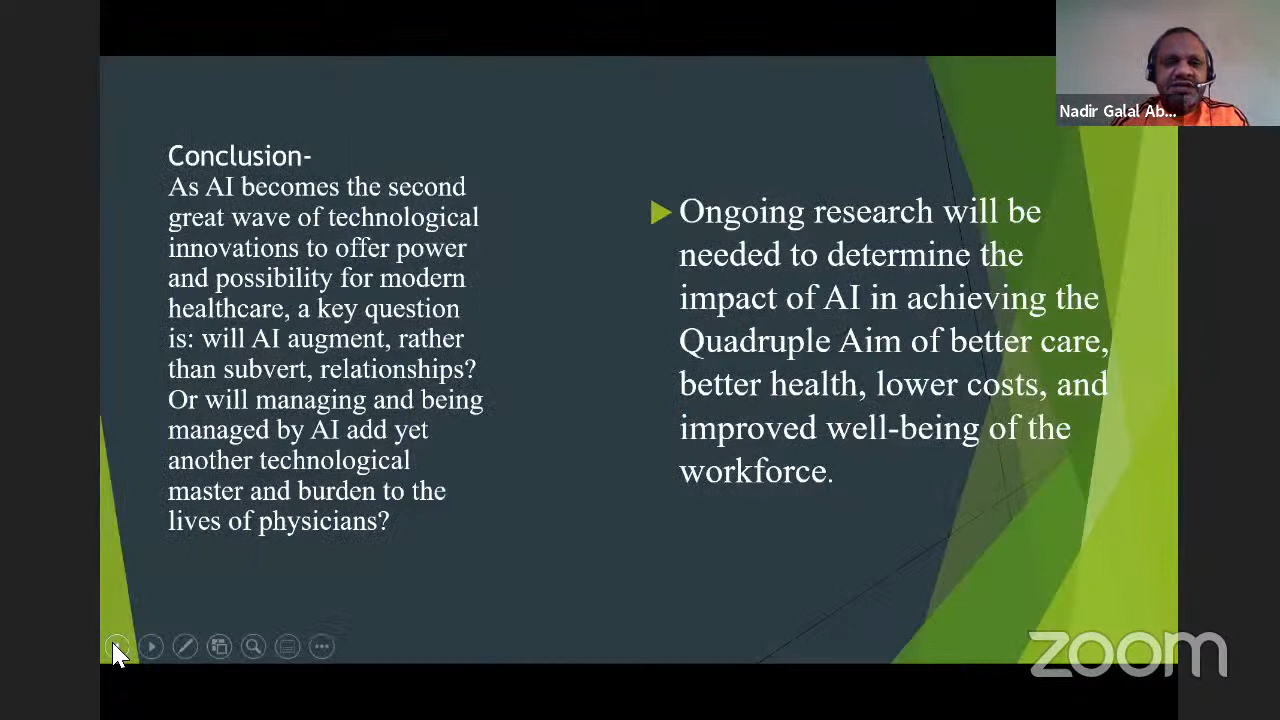 Conclusion-
As AI becomes the second
great wave of technological
innovations to offer power
and possibility for modern
healthcare, a key question
is: will AI augment, rather
than subvert, relationships?
Or will managing and being
managed by AI add yet
another technological
master and burden to the
lives of physicians?
Ongoing research will be
needed to determine the
impact of AI in achieving the
Quadruple Aim of better care,
better health, lower costs, and
improved well-being of the
workforce.
Nadir Galal Ab...
zoom